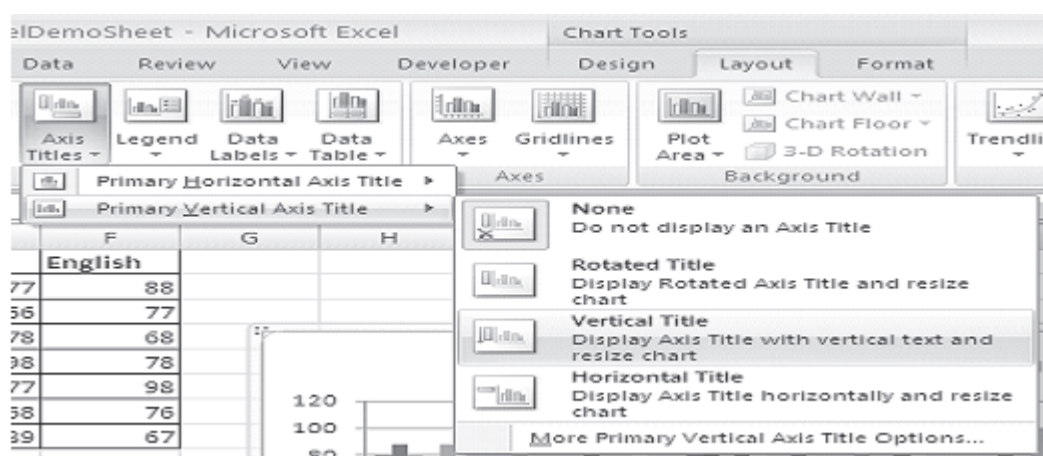 elDemoSheet - Microsoft Excel
Chart Tools
Data Review View Developer Design Layout Format
Axis Titles
Legend
Data Labels
Data Table
Axes
Gridlines
Plot Area
Chart Wall
Chart Floor
3-D Rotation
Trendli
Axes
Background
Primary Horizontal Axis Title
Primary Vertical Axis Title
None
Do not display an Axis Title
Rotated Title
Display Rotated Axis Title and resize
chart
Vertical Title
Display Axis Title with vertical text and
resize chart
Horizontal Title
Display Axis Title horizontally and resize
chart
More Primary Vertical Axis Title Options...
F G H
English
77 88
56 77
78 68
98 78
77 98
68 76
39 67
120
100
80